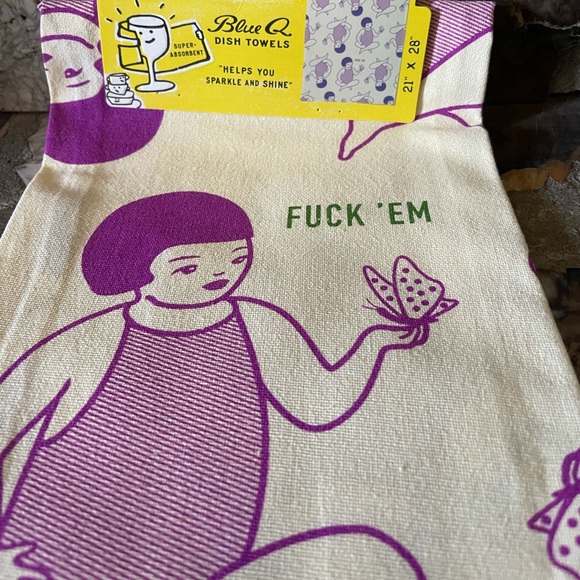 Blue Q
DISH TOWELS
SUPER-
ABSORBENT
"HELPS YOU
SPARKLE AND SHINE"
21" X 28"
FUCK 'EM